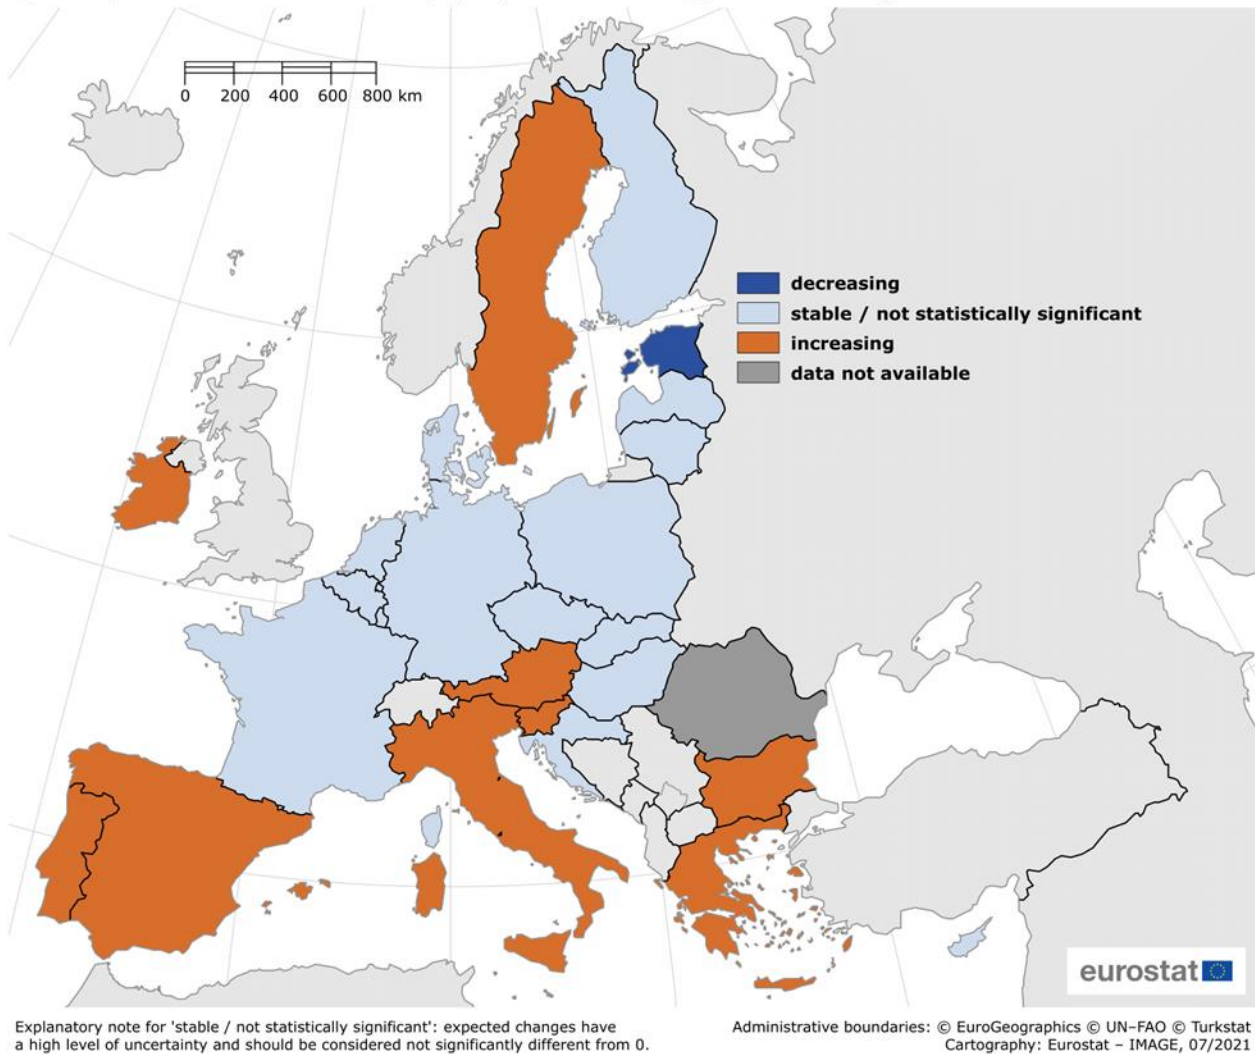 0 200 400 600 800 km
decreasing
stable / not statistically significant
increasing
data not available
eurostat
Explanatory note for 'stable / not statistically significant': expected changes have
a high level of uncertainty and should be considered not significantly different from 0.
Administrative boundaries: © EuroGeographics © UN–FAO © Turkstat
Cartography: Eurostat – IMAGE, 07/2021